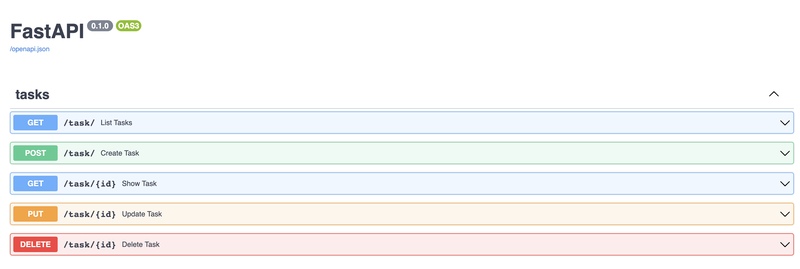 FastAPI 0.1.0 OAS3
/openapi.json
tasks
GET /task/ List Tasks
POST /task/ Create Task
GET /task/{id} Show Task
PUT /task/{id} Update Task
DELETE /task/{id} Delete Task